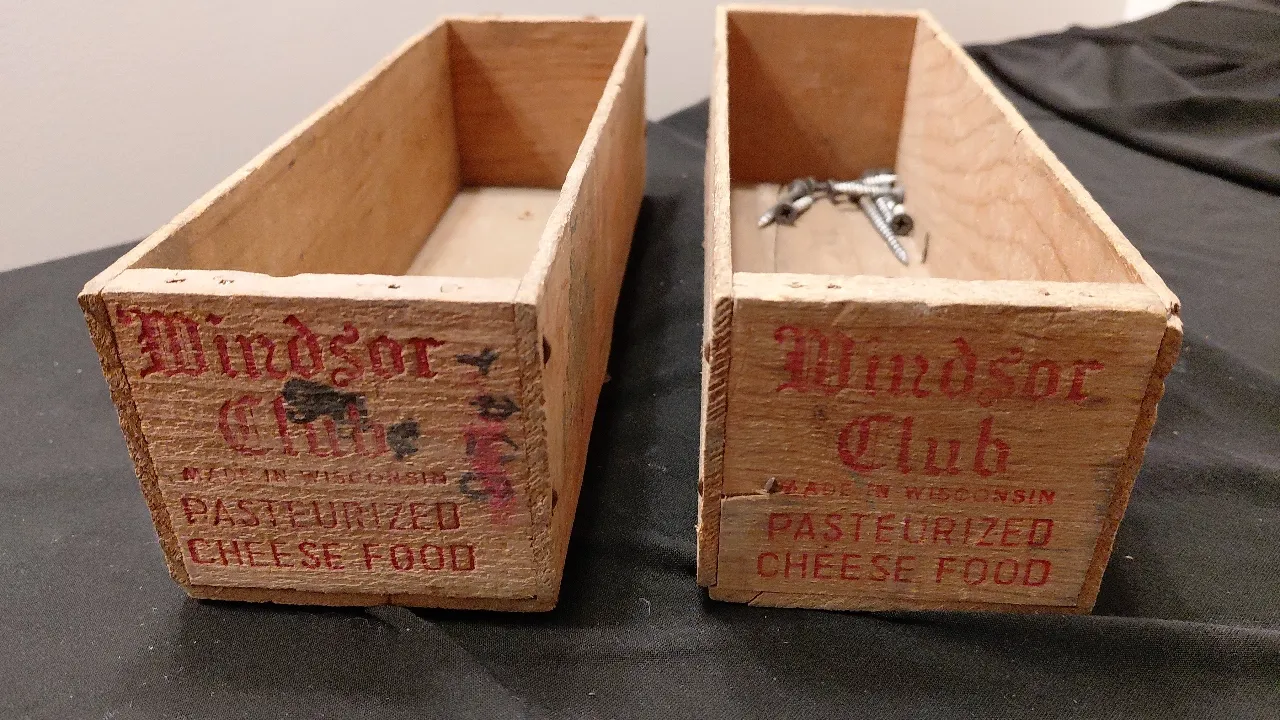 Windsor
Club
MADE IN WISCONSIN
PASTEURIZED
CHEESE FOOD
Windsor
Club
MADE IN WISCONSIN
PASTEURIZED
CHEESE FOOD